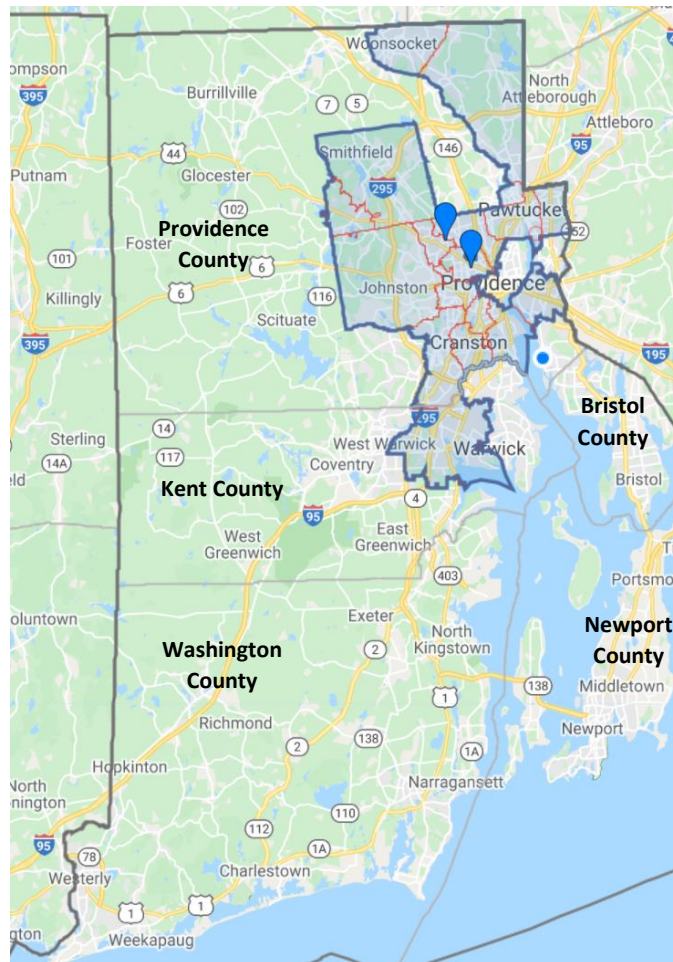 Woonsocket
ompson
395
Burrillville
7
5
North
Attleborough
95
Attleboro
146
44
Smithfield
Putnam
Glocester
295
102
Pawtucket
Providence
County
Foster
6
101
6
Killingly
6
116
Johnston
Providence
Scituate
395
Cranston
195
Bristol
County
14
295
Sterling
117
West Warwick
Warwick
14A
Coventry
Kent County
Bristol
4
95
West
Greenwich
East
Greenwich
403
Portsmo
oluntown
Exeter
North
Kingstown
Newport
County
Washington
County
2
138
Middletown
1
Richmond
138
Newport
2
1A
Hopkinton
North
onington
Narragansett
110
112
95
1A
78
Charlestown
Westerly
1
1
gton
Weekapaug